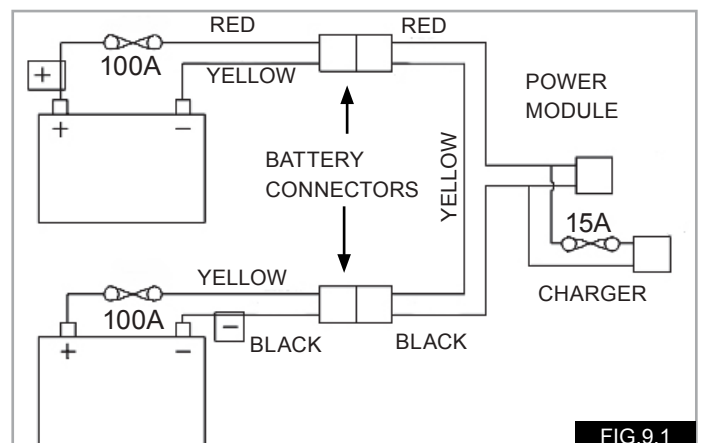 RED
RED
100A
+
YELLOW
+ −
POWER
MODULE
BATTERY
CONNECTORS
YELLOW
15A
CHARGER
YELLOW
100A
−
BLACK
BLACK
+ −
FIG.9.1